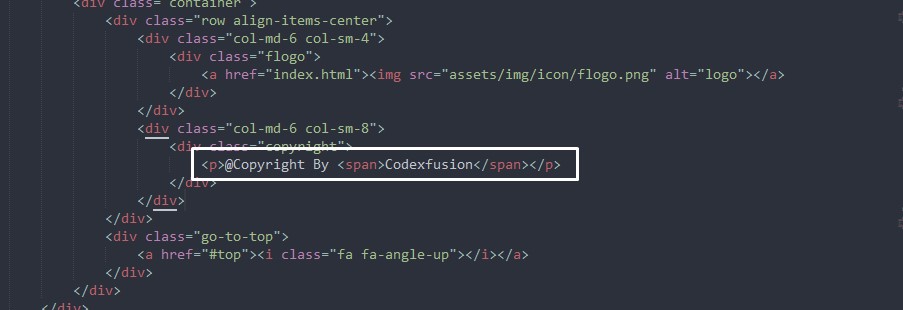 <div class="container">
<div class="row align-items-center">
<div class="col-md-6 col-sm-4">
<div class="flogo">
<a href="index.html"><img src="assets/img/icon/flogo.png" alt="logo"></a>
</div>
</div>
<div class="col-md-6 col-sm-8">
<div class="copyright">
<p>@Copyright By <span>Codexfusion</span></p>
</div>
</div>
</div>
<div class="go-to-top">
<a href="#top"><i class="fa fa-angle-up"></i></a>
</div>
</div>
</div>